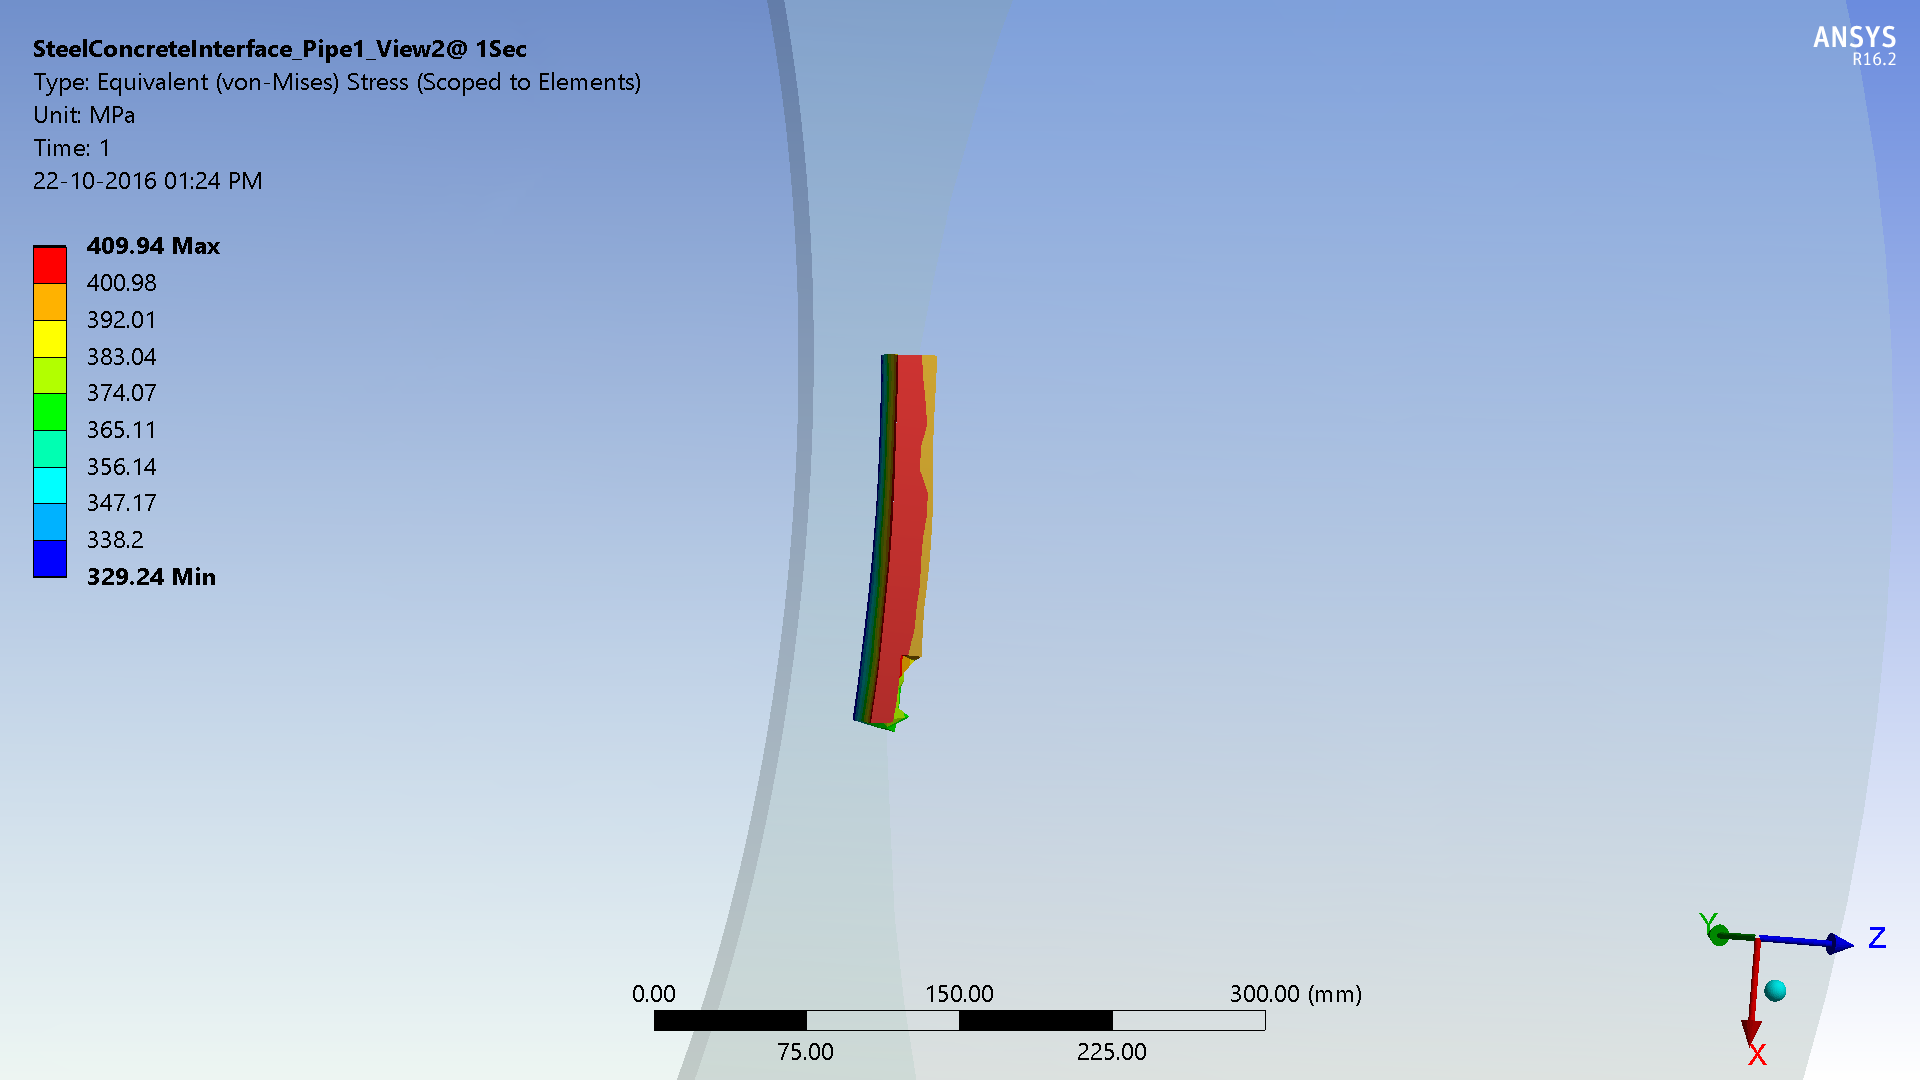 SteelConcreteInterface_Pipe1_View2@ 1Sec
Type: Equivalent (von-Mises) Stress (Scoped to Elements)
Unit: MPa
Time: 1
22-10-2016 01:24 PM
ANSYS
R16.2
409.94 Max
400.98
392.01
383.04
374.07
365.11
356.14
347.17
338.2
329.24 Min
0.00 150.00 300.00 (mm)
75.00 225.00
Y
Z
X